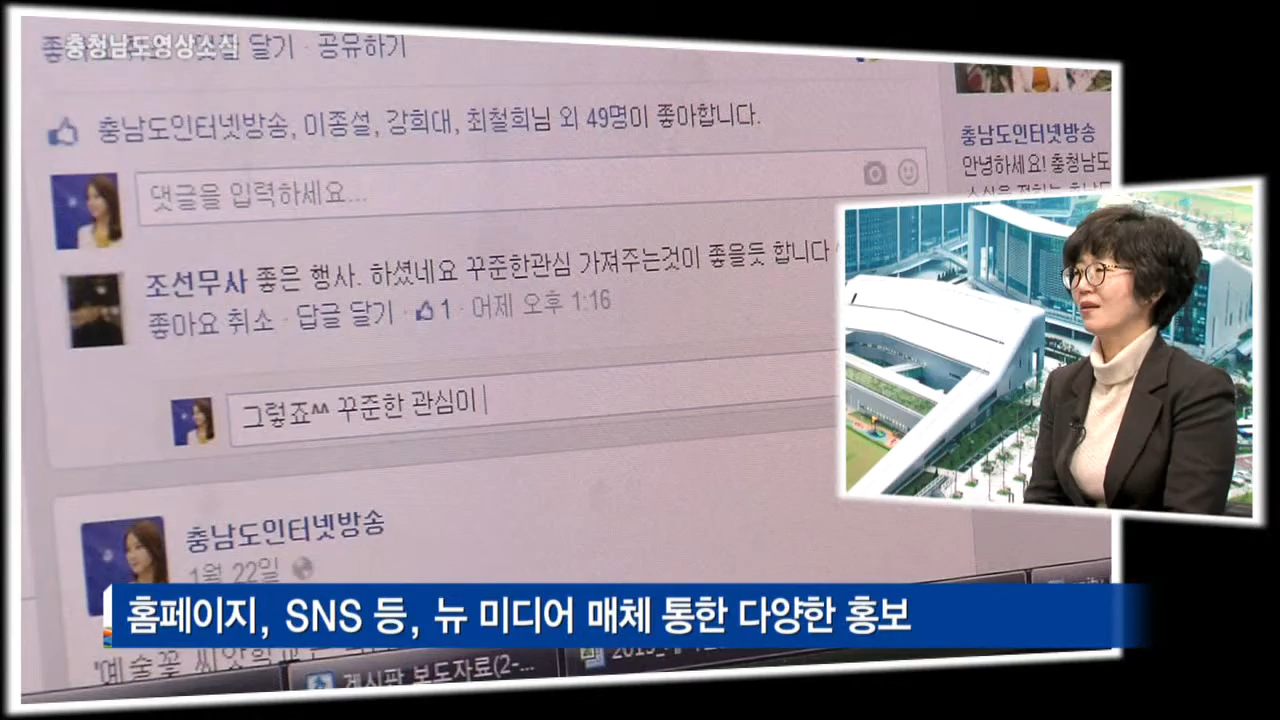 충청남도영상소식
달기 · 공유하기
충남도인터넷방송, 이종설, 강희대, 최철희님 외 49명이 좋아합니다.
댓글을 입력하세요...
조선무사 좋은 행사. 하셨네요 꾸준한관심 가져주는것이 좋을듯 합니다
좋아요 취소 · 답글 달기 · 1 · 어제 오후 1:16
그렇죠^^ 꾸준한 관심이
충남도인터넷방송
안녕하세요! 충청남도
충남도인터넷방송
1월 22일
홈페이지, SNS 등, 뉴 미디어 매체 통한 다양한 홍보
게시판 보도자료(2-...